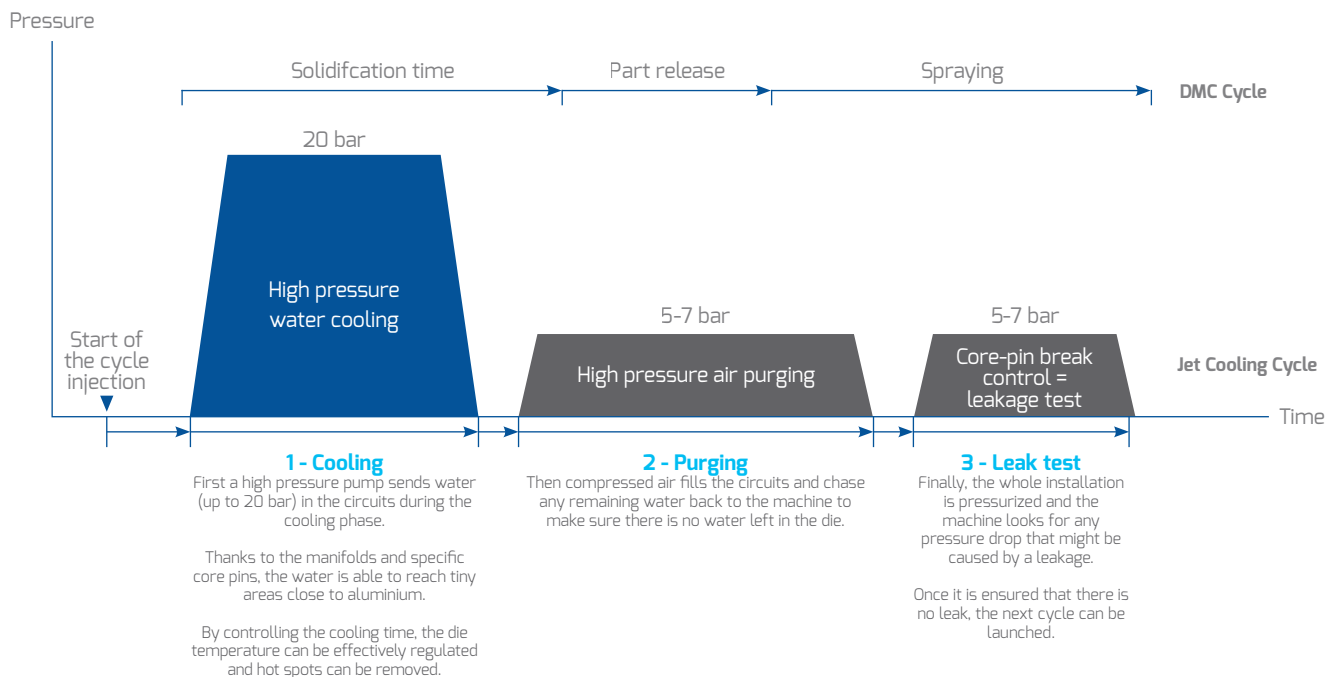 Pressure
Solidifcation time
Part release
Spraying
DMC Cycle
20 bar
High pressure
water cooling
Start of
the cycle
injection
5-7 bar
High pressure air purging
5-7 bar
Core-pin break
control =
leakage test
Jet Cooling Cycle
Time
1 - Cooling
First a high pressure pump sends water
(up to 20 bar) in the circuits during the
cooling phase.
Thanks to the manifolds and specific
core pins, the water is able to reach tiny
areas close to aluminium.
By controlling the cooling time, the die
temperature can be effectively regulated
and hot spots can be removed.
2 - Purging
Then compressed air fills the circuits and chase
any remaining water back to the machine to
make sure there is no water left in the die.
3 - Leak test
Finally, the whole installation
is pressurized and the
machine looks for any
pressure drop that might be
caused by a leakage.
Once it is ensured that there is
no leak, the next cycle can be
launched.